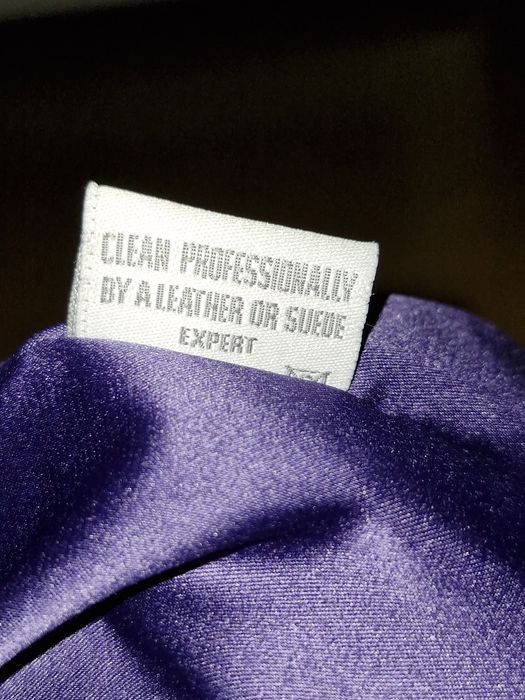 CLEAN PROFESSIONALLY
BY A LEATHER OR SUEDE
EXPERT